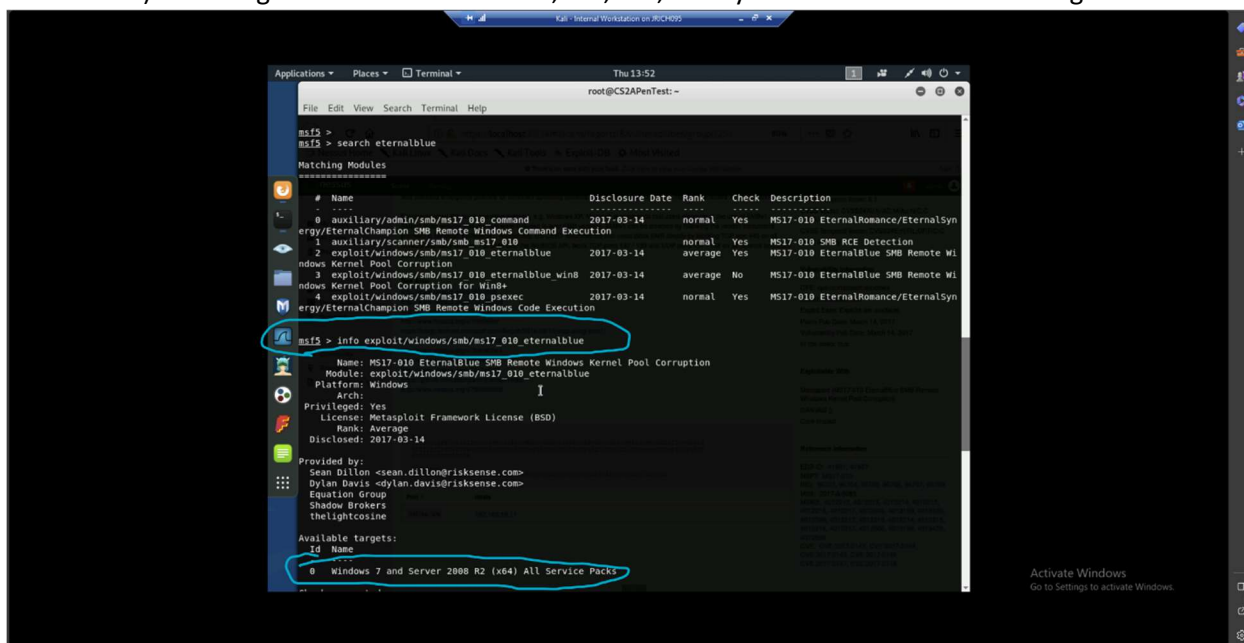 Kali - Internal Workstation on JRICH095
Applications Places Terminal Thu 13:52 1
root@CS2APenTest: ~
File Edit View Search Terminal Help
msf5 >
msf5 > search eternalblue
Matching Modules
================
# Name Disclosure Date Rank Check Description
- ---- --------------- ---- ----- -----------
0 auxiliary/admin/smb/ms17_010_command 2017-03-14 normal Yes MS17-010 EternalRomance/EternalSyn
ergy/EternalChampion SMB Remote Windows Command Execution
1 auxiliary/scanner/smb/smb_ms17_010 normal Yes MS17-010 SMB RCE Detection
2 exploit/windows/smb/ms17_010_eternalblue 2017-03-14 average Yes MS17-010 EternalBlue SMB Remote Wi
ndows Kernel Pool Corruption
3 exploit/windows/smb/ms17_010_eternalblue_win8 2017-03-14 average No MS17-010 EternalBlue SMB Remote Wi
ndows Kernel Pool Corruption for Win8+
4 exploit/windows/smb/ms17_010_psexec 2017-03-14 normal Yes MS17-010 EternalRomance/EternalSyn
ergy/EternalChampion SMB Remote Windows Code Execution
msf5 > info exploit/windows/smb/ms17_010_eternalblue
Name: MS17-010 EternalBlue SMB Remote Windows Kernel Pool Corruption
Module: exploit/windows/smb/ms17_010_eternalblue
Platform: Windows
Arch:
Privileged: Yes
License: Metasploit Framework License (BSD)
Rank: Average
Disclosed: 2017-03-14
Provided by:
Sean Dillon <sean.dillon@risksense.com>
Dylan Davis <dylan.davis@risksense.com>
Equation Group
Shadow Brokers
thelightcosine
Available targets:
Id Name
-- ----
0 Windows 7 and Server 2008 R2 (x64) All Service Packs
Activate Windows
Go to Settings to activate Windows.